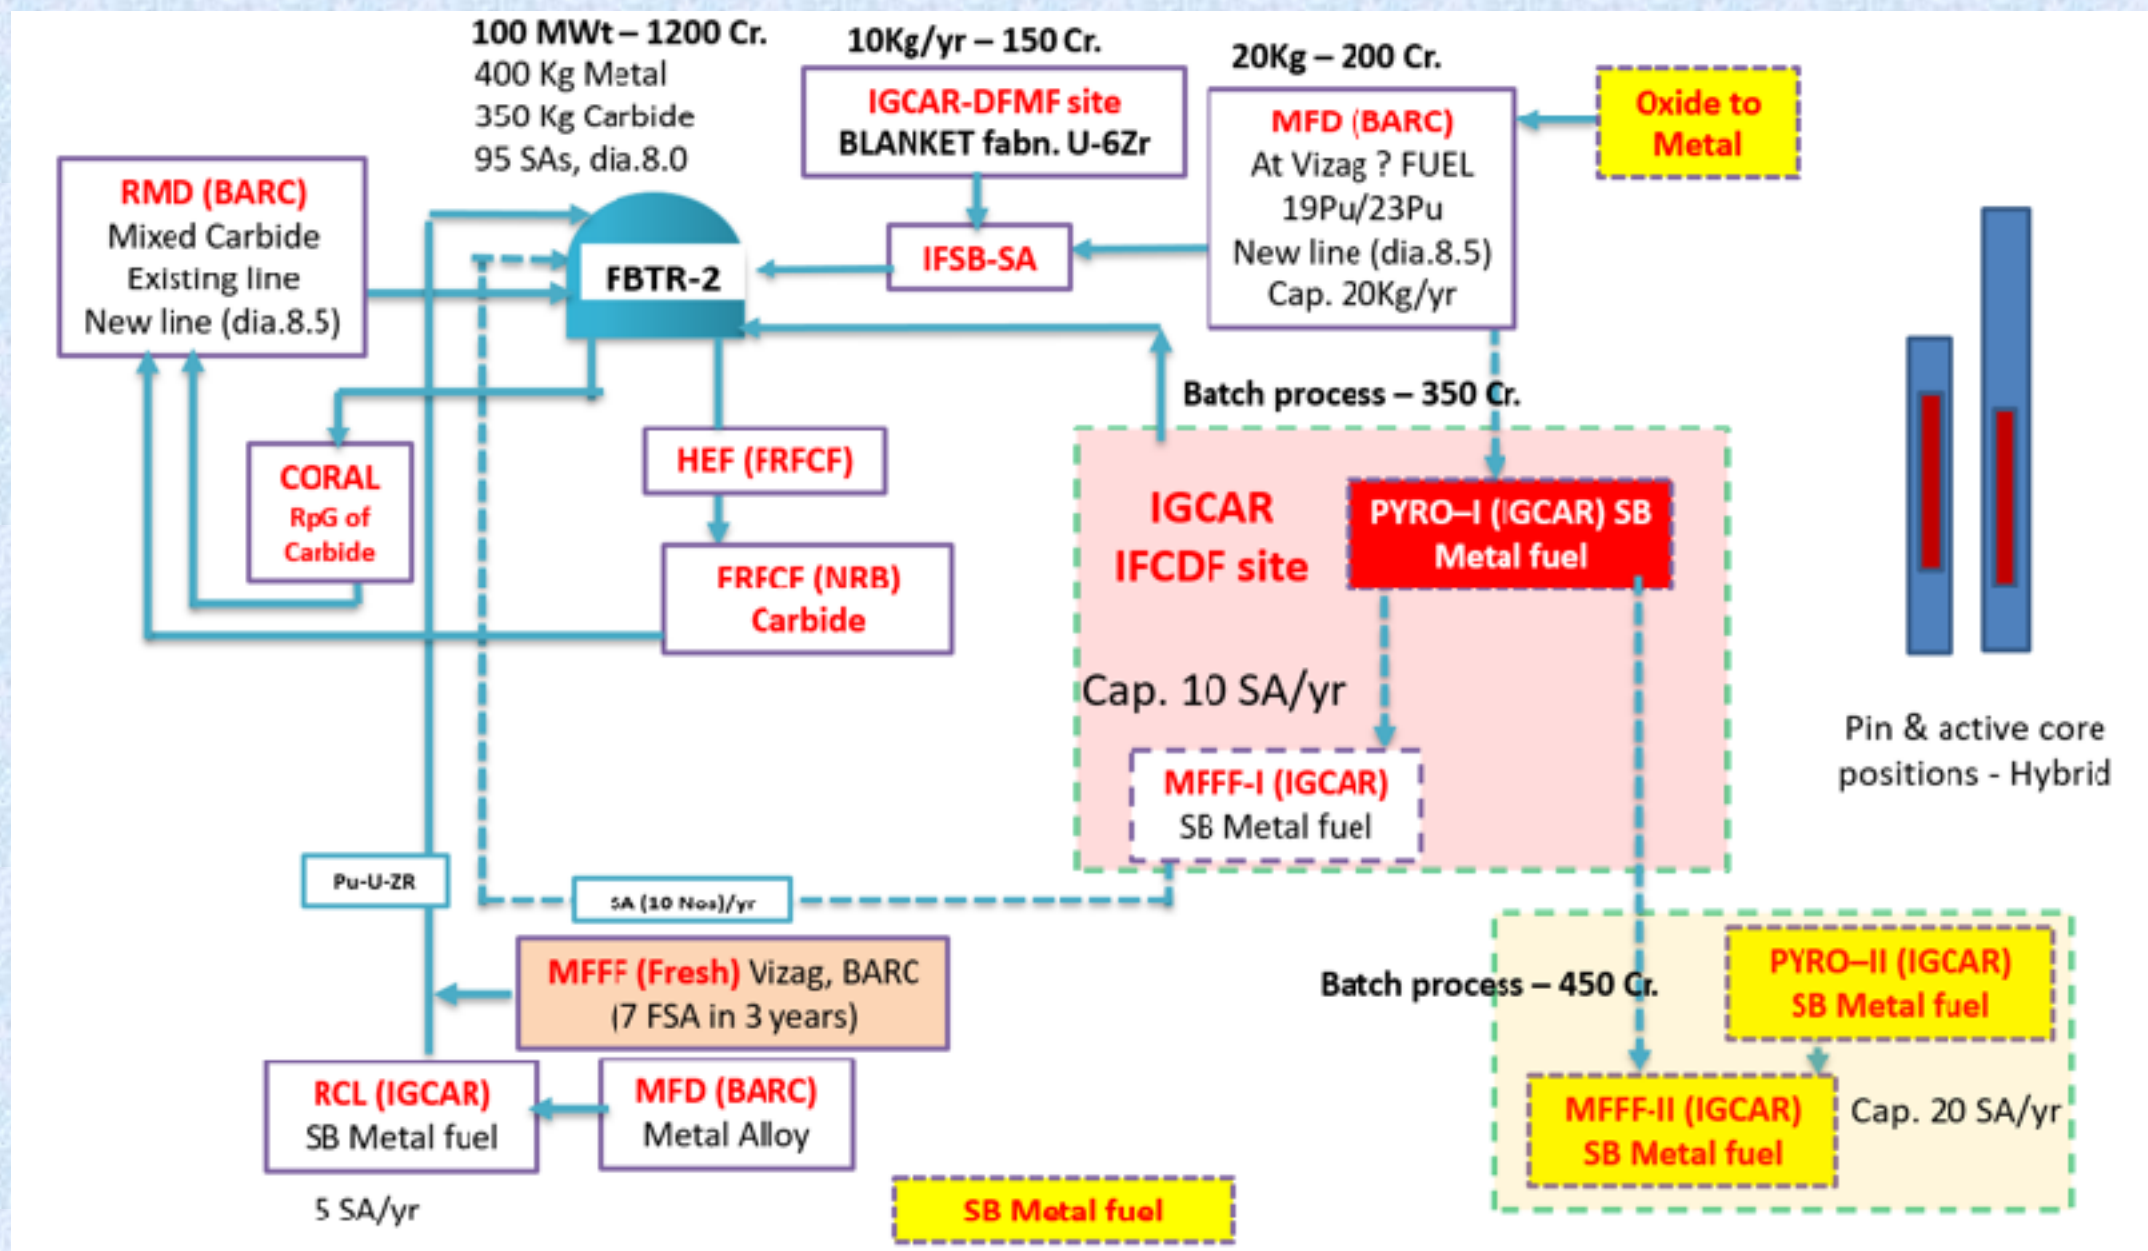 100 MWt – 1200 Cr.
400 Kg Metal
350 Kg Carbide
95 SAs, dia.8.0
10Kg/yr – 150 Cr.
IGCAR-DFMF site
BLANKET fabn. U-6Zr
20Kg – 200 Cr.
MFD (BARC)
At Vizag ? FUEL
19Pu/23Pu
New line (dia.8.5)
Cap. 20Kg/yr
Oxide to
Metal
RMD (BARC)
Mixed Carbide
Existing line
New line (dia.8.5)
FBTR-2
IFSB-SA
Batch process – 350 Cr.
CORAL
RpG of
Carbide
HEF (FRFCF)
FRFCF (NRB)
Carbide
IGCAR
IFCDF site
PYRO–I (IGCAR) SB
Metal fuel
Cap. 10 SA/yr
MFFF-I (IGCAR)
SB Metal fuel
Pin & active core
positions - Hybrid
Pu-U-ZR
SA (10 Nos)/yr
MFFF (Fresh) Vizag, BARC
(7 FSA in 3 years)
Batch process – 450 Cr.
PYRO–II (IGCAR)
SB Metal fuel
RCL (IGCAR)
SB Metal fuel
MFD (BARC)
Metal Alloy
MFFF-II (IGCAR)
SB Metal fuel
Cap. 20 SA/yr
5 SA/yr
SB Metal fuel